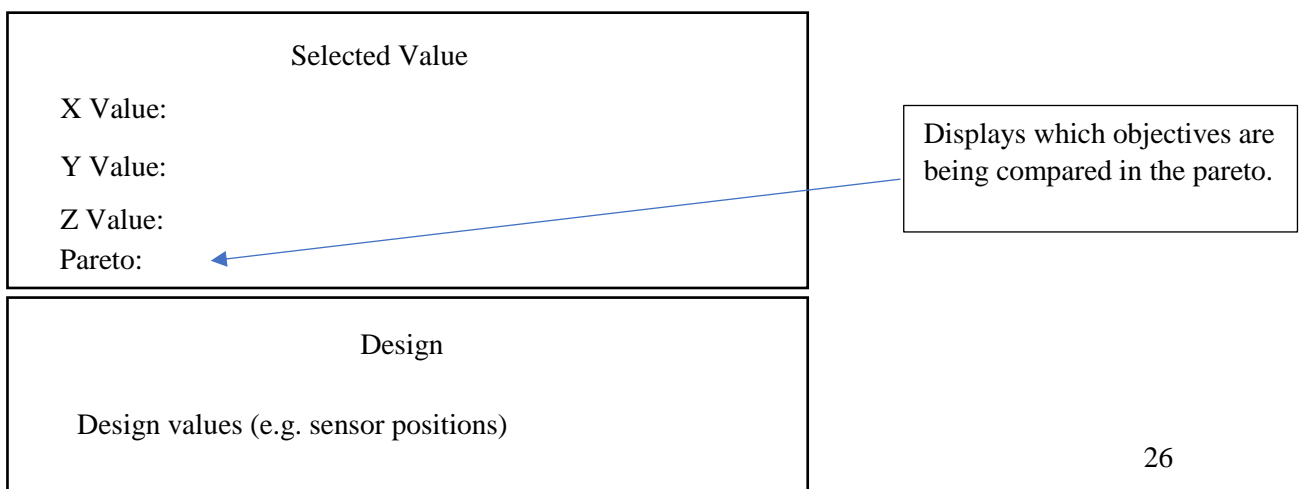 Selected Value
X Value:
Y Value:
Z Value:
Pareto:
Displays which objectives are
being compared in the pareto.
Design
Design values (e.g. sensor positions)
26